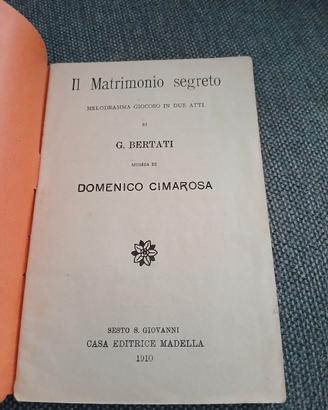 Il Matrimonio segreto
MELODRAMMA GIOCOSO IN DUE ATTI
DI
G. BERTATI
MUSICA DI
DOMENICO CIMAROSA
SESTO S. GIOVANNI
CASA EDITRICE MADELLA
1910